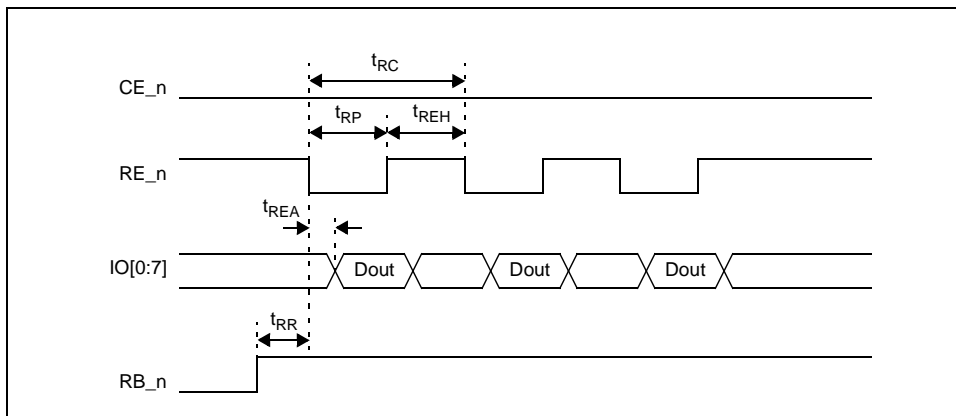 tRC
CE_n
tRP
tREH
RE_n
tREA
IO[0:7]
Dout
Dout
Dout
tRR
RB_n